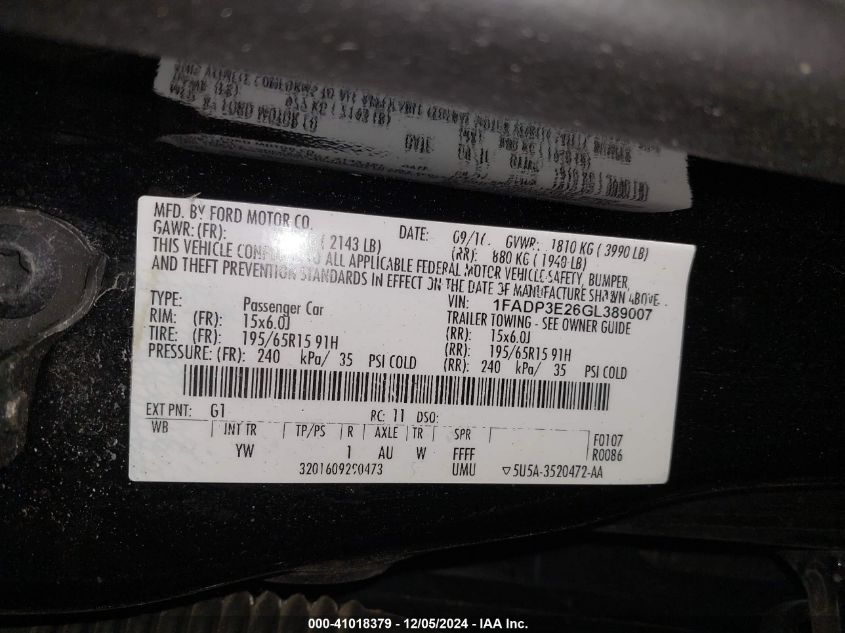 MFD. BY FORD MOTOR CO. DATE: 09/16 GVWR: 1810 KG ( 3990 LB)
GAWR: (FR): ( 2143 LB) (RR): 880 KG ( 1940 LB)
THIS VEHICLE TO ALL APPLICABLE FEDERAL MOTOR VEHICLE SAFETY, BUMPER,
AND THEFT PREVENTION STANDARDS IN EFFECT ON THE DATE OF MANUFACTURE SHOWN ABOVE.
VIN: 1FADP3E26GL389007
TYPE: Passenger Car TRAILER TOWING - SEE OWNER GUIDE
RIM: (FR): 15x6.0J (RR): 15x6.0J
TIRE: (FR): 195/65R15 91H (RR): 195/65R15 91H
PRESSURE: (FR): 240 kPa/ 35 PSI COLD (RR): 240 kPa/ 35 PSI COLD
EXT PNT: G1 RC: 11 DSO:
WB INT TR TP/PS R AXLE TR SPR F0107
YW 1 AU W FFFF R0086
3201609290473 UMU ▽5U5A-3520472-AA
000-41018379 - 12/05/2024 - IAA Inc.